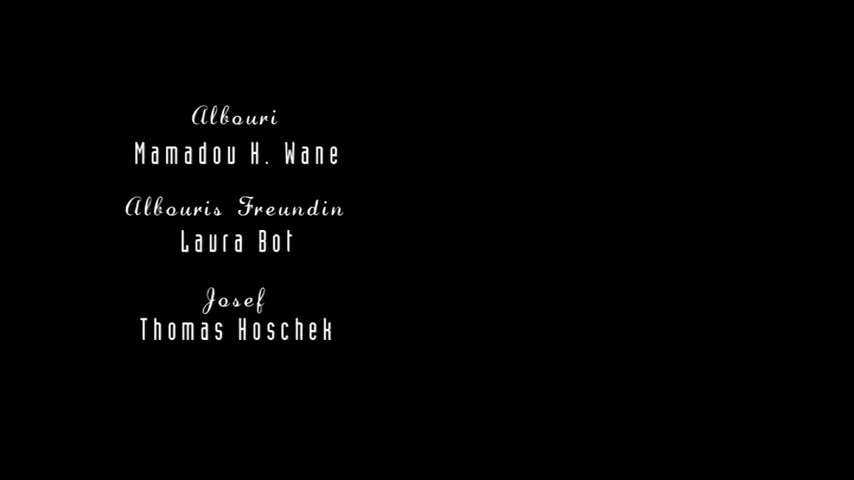 Albouri
Mamadou H. Wane
Albouris Freundin
Laura Bot
Josef
Thomas Hoschek